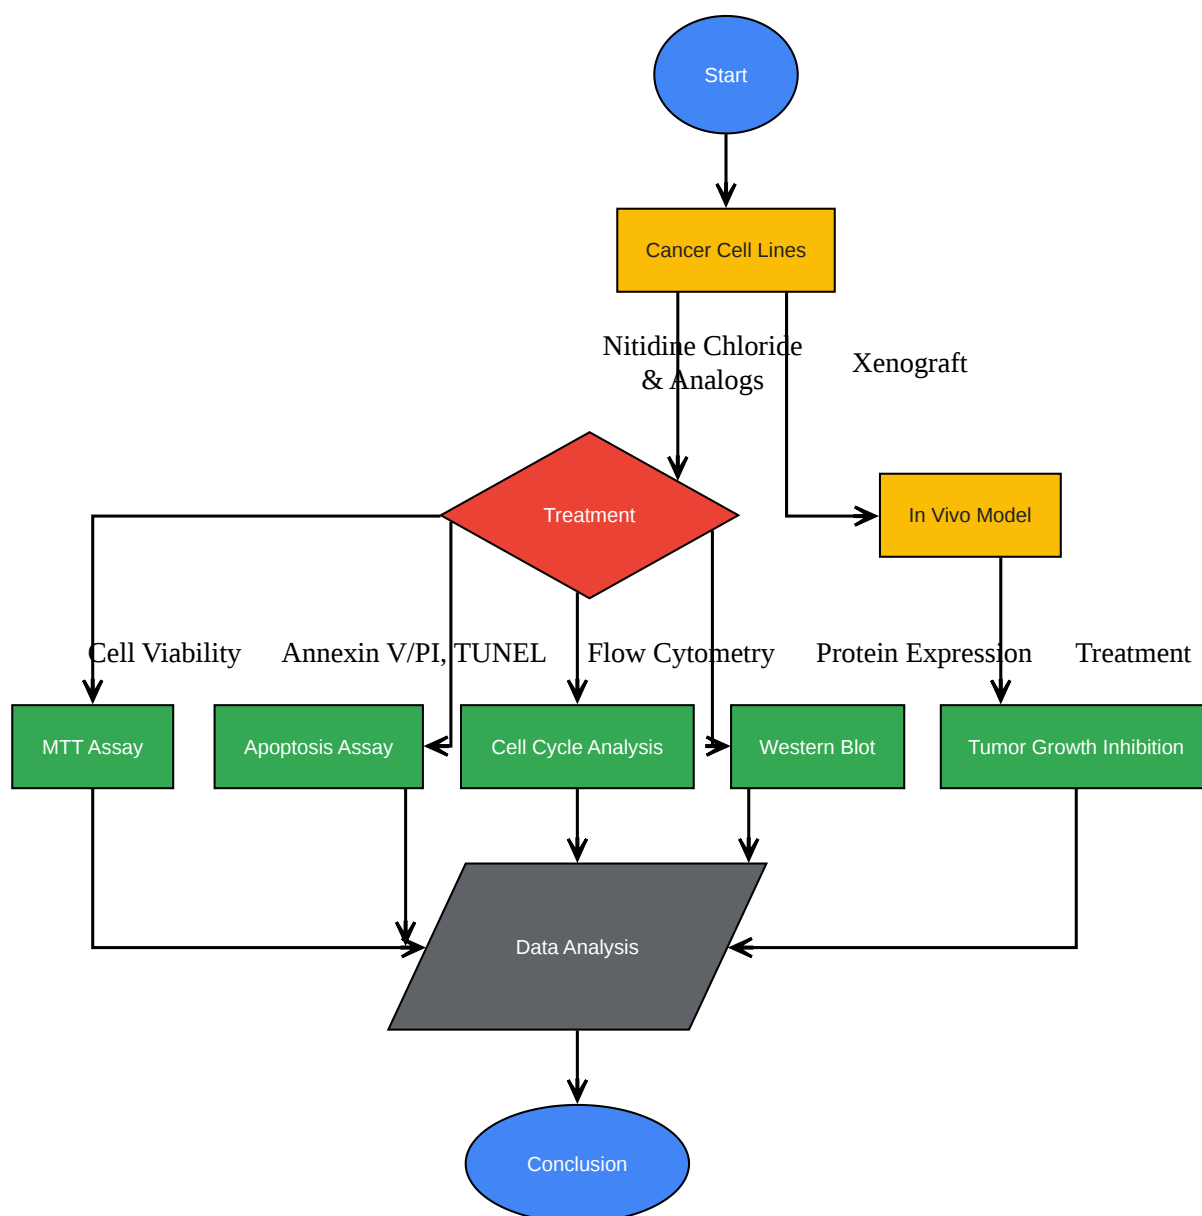 Start
Cancer Cell Lines
Nitidine Chloride
& Analogs
Xenograft
Treatment
In Vivo Model
Cell Viability
Annexin V/PI, TUNEL
Flow Cytometry
Protein Expression
Treatment
MTT Assay
Apoptosis Assay
Cell Cycle Analysis
Western Blot
Tumor Growth Inhibition
Data Analysis
Conclusion